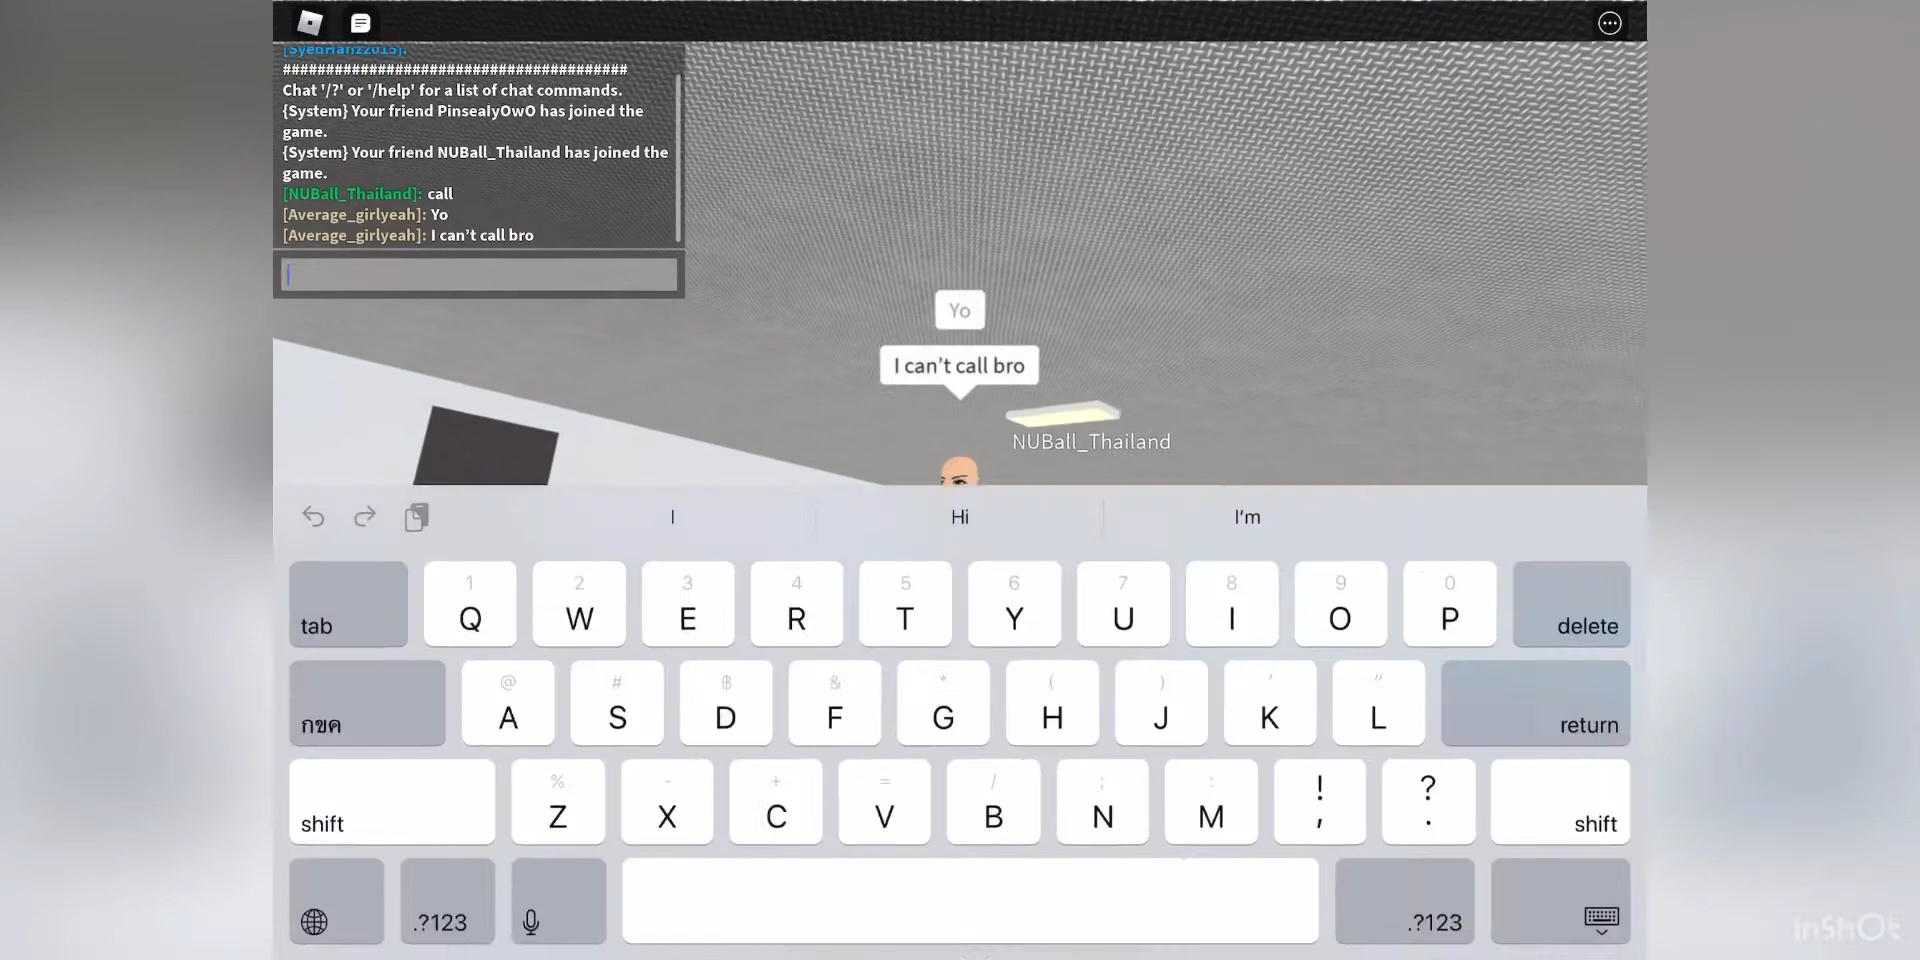 [SyedHanz2015].
########################################
Chat '/?' or '/help' for a list of chat commands.
{System} Your friend PinseaIyOwO has joined the
game.
{System} Your friend NUBall_Thailand has joined the
game.
[NUBall_Thailand]: call
[Average_girlyeah]: Yo
[Average_girlyeah]: I can’t call bro
Yo
I can’t call bro
NUBall_Thailand
I Hi I’m
1 2 3 4 5 6 7 8 9 0
tab Q W E R T Y U I O P delete
@ # ฿ & * ( ) ' "
กขค A S D F G H J K L return
% - + = / ; : ! ?
shift Z X C V B N M , . shift
.?123 .?123
InShOt